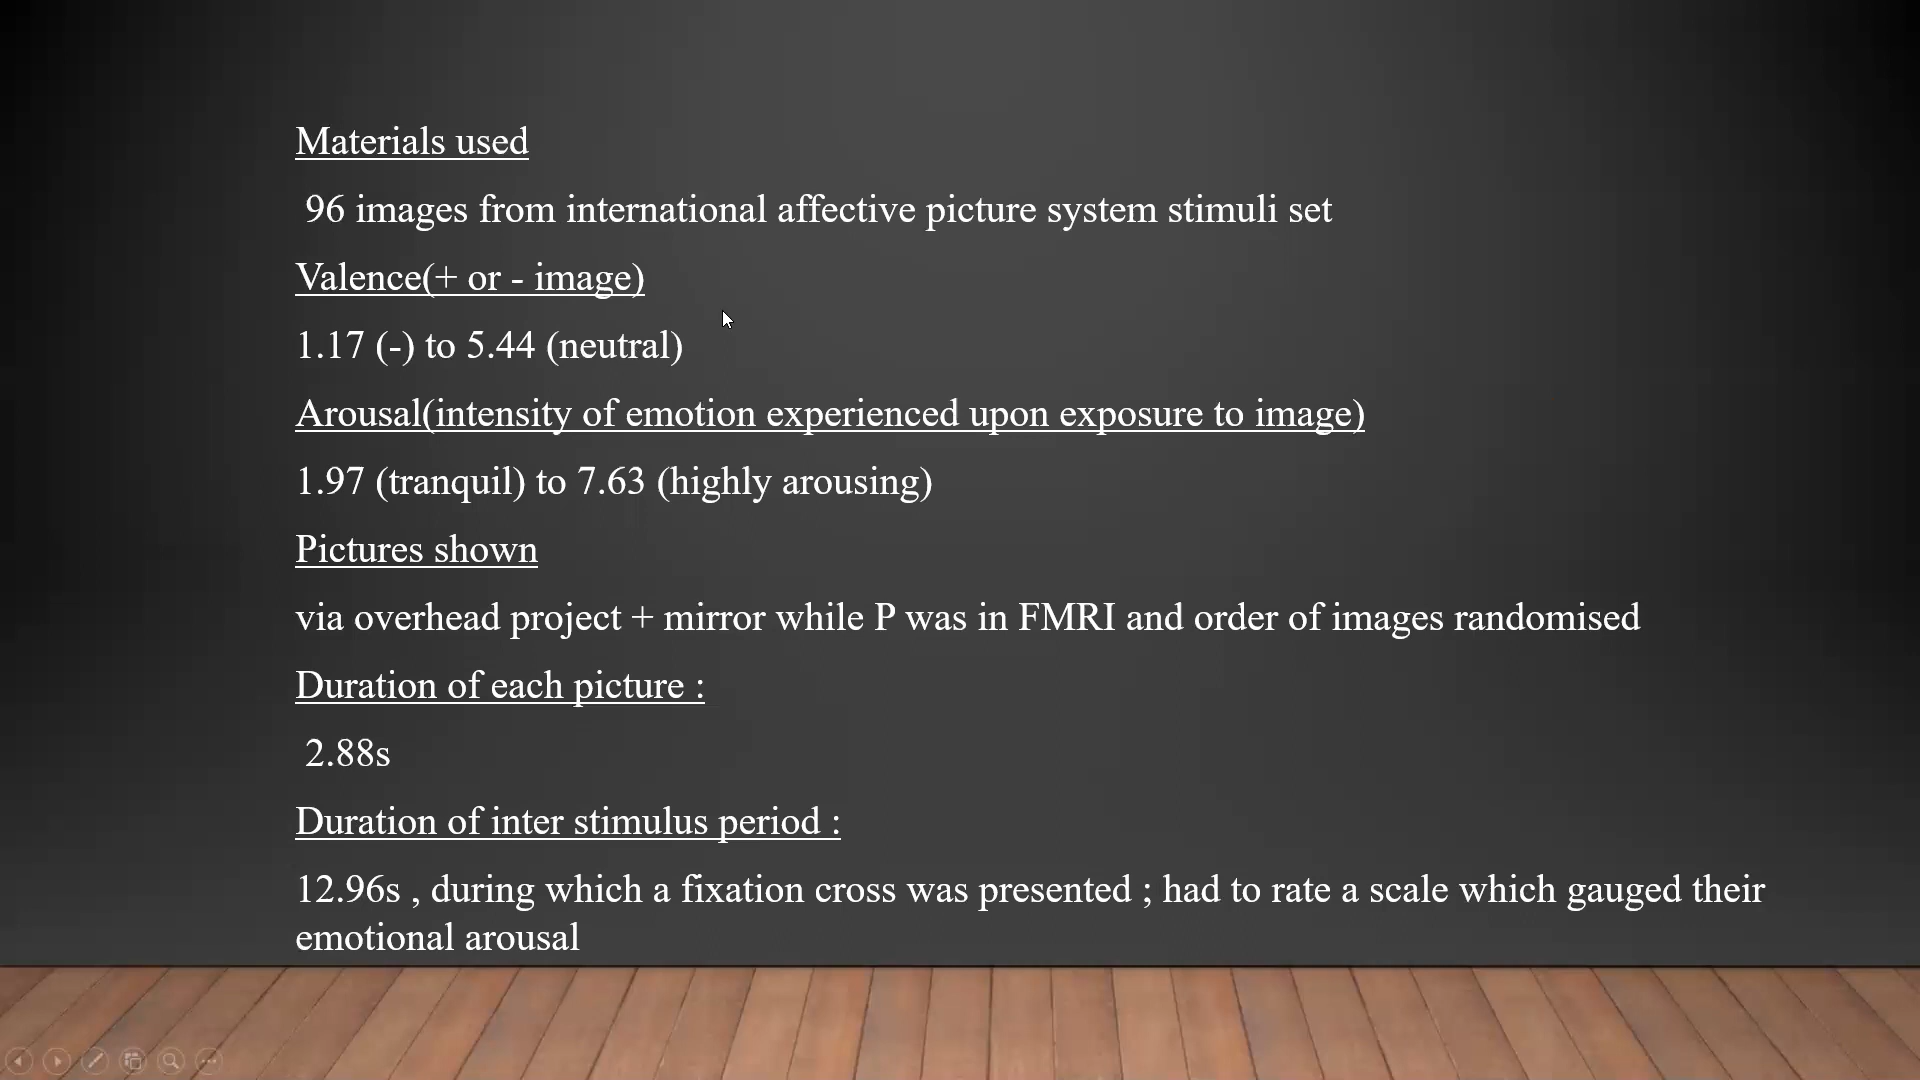 Materials used
96 images from international affective picture system stimuli set
Valence(+ or - image)
1.17 (-) to 5.44 (neutral)
Arousal(intensity of emotion experienced upon exposure to image)
1.97 (tranquil) to 7.63 (highly arousing)
Pictures shown
via overhead project + mirror while P was in FMRI and order of images randomised
Duration of each picture :
2.88s
Duration of inter stimulus period :
12.96s , during which a fixation cross was presented ; had to rate a scale which gauged their
emotional arousal